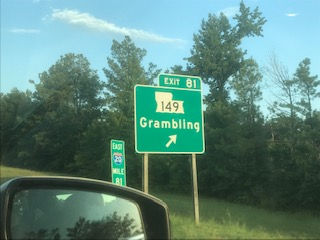 EXIT 81
149
Grambling
EAST
20
MILE
81